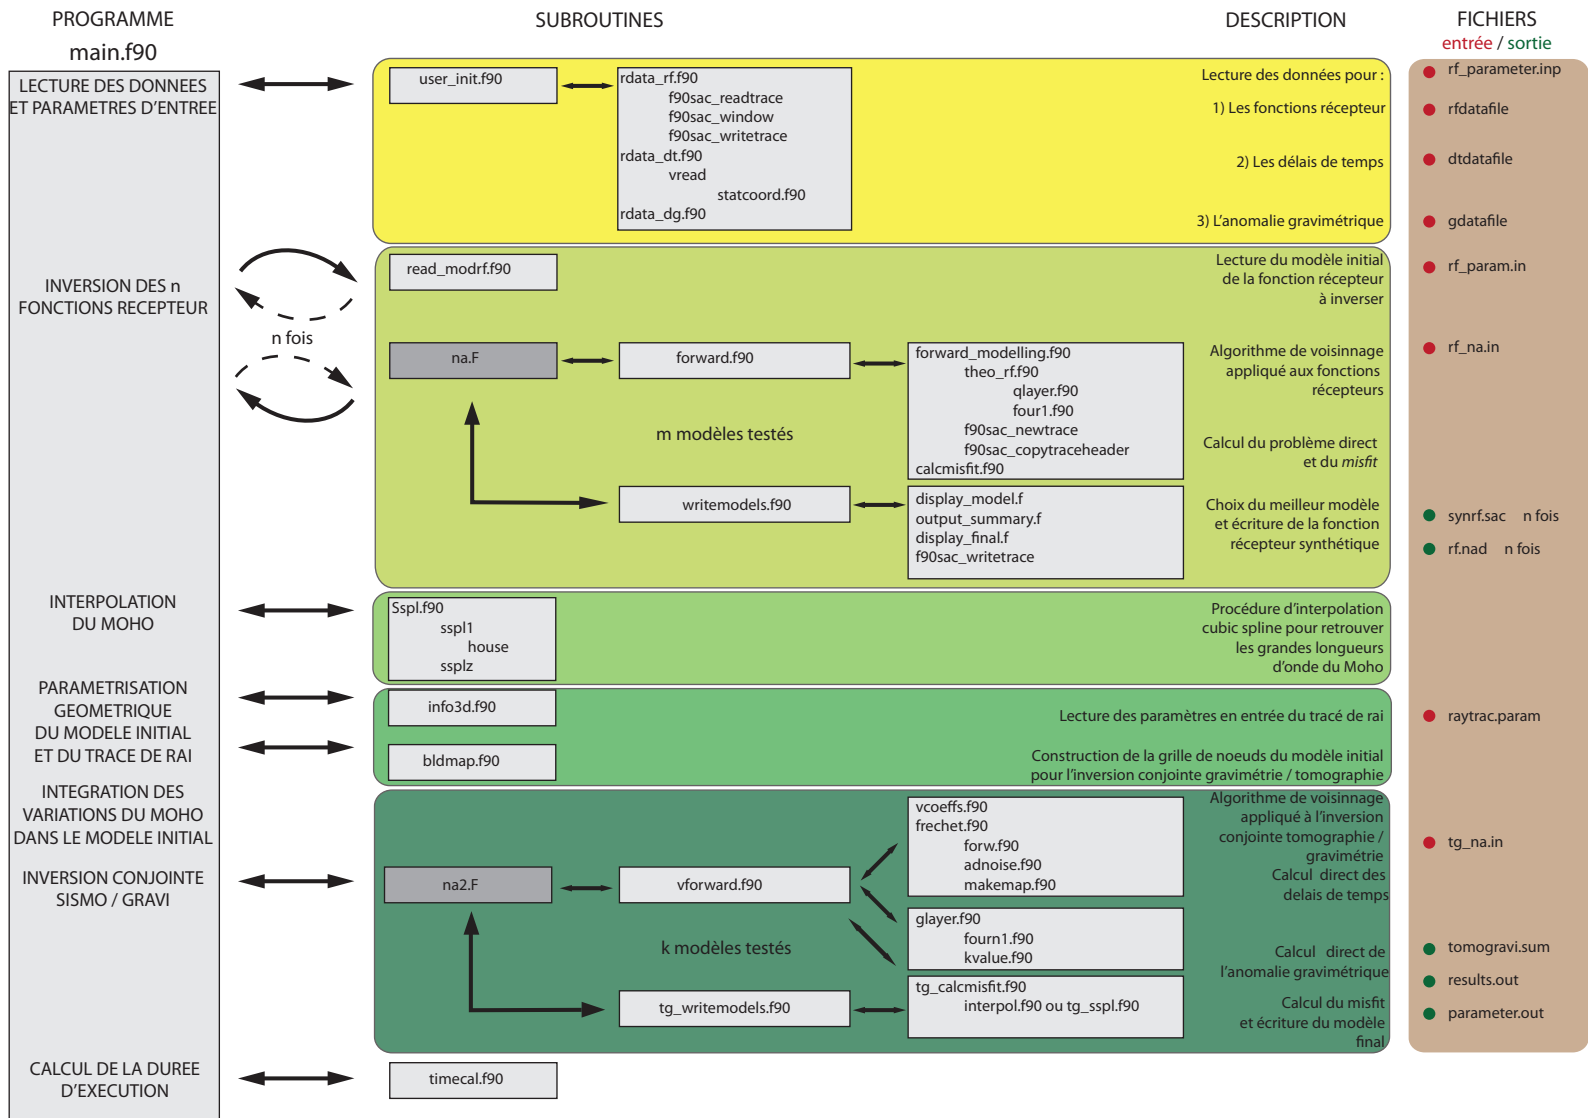 PROGRAMME
main.f90
SUBROUTINES
DESCRIPTION
FICHIERS
entrée / sortie
LECTURE DES DONNEES
ET PARAMETRES D'ENTREE
user_init.f90
rdata_rf.f90
f90sac_readtrace
f90sac_window
f90sac_writetrace
rdata_dt.f90
vread
statcoord.f90
rdata_dg.f90
Lecture des données pour :
1) Les fonctions récepteur
2) Les délais de temps
3) L'anomalie gravimétrique
rf_parameter.inp
rfdatafile
dtdatafile
gdatafile
INVERSION DES n
FONCTIONS RECEPTEUR
n fois
read_modrf.f90
Lecture du modèle initial
de la fonction récepteur
à inverser
rf_param.in
na.F
forward.f90
forward_modelling.f90
theo_rf.f90
qlayer.f90
four1.f90
f90sac_newtrace
f90sac_copytraceheader
calcmisfit.f90
Algorithme de voisinnage
appliqué aux fonctions
récepteurs
rf_na.in
m modèles testés
Calcul du problème direct
et du misfit
writemodels.f90
display_model.f
output_summary.f
display_final.f
f90sac_writetrace
Choix du meilleur modèle
et écriture de la fonction
récepteur synthétique
synrf.sac n fois
rf.nad n fois
INTERPOLATION
DU MOHO
Sspl.f90
sspl1
house
ssplz
Procédure d'interpolation
cubic spline pour retrouver
les grandes longueurs
d'onde du Moho
PARAMETRISATION
GEOMETRIQUE
DU MODELE INITIAL
ET DU TRACE DE RAI
info3d.f90
Lecture des paramètres en entrée du tracé de rai
raytrac.param
bldmap.f90
Construction de la grille de noeuds du modèle initial
pour l'inversion conjointe gravimétrie / tomographie
INTEGRATION DES
VARIATIONS DU MOHO
DANS LE MODELE INITIAL
INVERSION CONJOINTE
SISMO / GRAVI
na2.F
vforward.f90
vcoeffs.f90
frechet.f90
forw.f90
adnoise.f90
makemap.f90
Algorithme de voisinnage
appliqué à l'inversion
conjointe tomographie /
gravimétrie
Calcul direct des
delais de temps
tg_na.in
k modèles testés
glayer.f90
fourn1.f90
kvalue.f90
Calcul direct de
l'anomalie gravimétrique
tomogravi.sum
results.out
parameter.out
tg_writemodels.f90
tg_calcmisfit.f90
interpol.f90 ou tg_sspl.f90
Calcul du misfit
et écriture du modèle
final
CALCUL DE LA DUREE
D'EXECUTION
timecal.f90